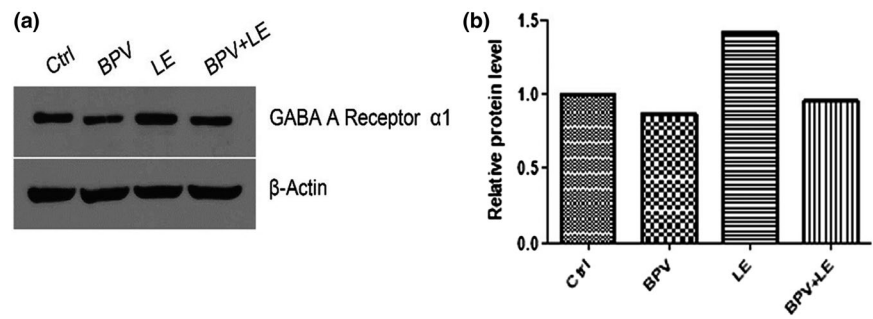 (a)
Ctrl BPV LE BPV+LE
GABA A Receptor α1
β-Actin
(b)
Relative protein level
1.5
1.0
0.5
0.0
Ctrl
BPV
LE
BPV+LE